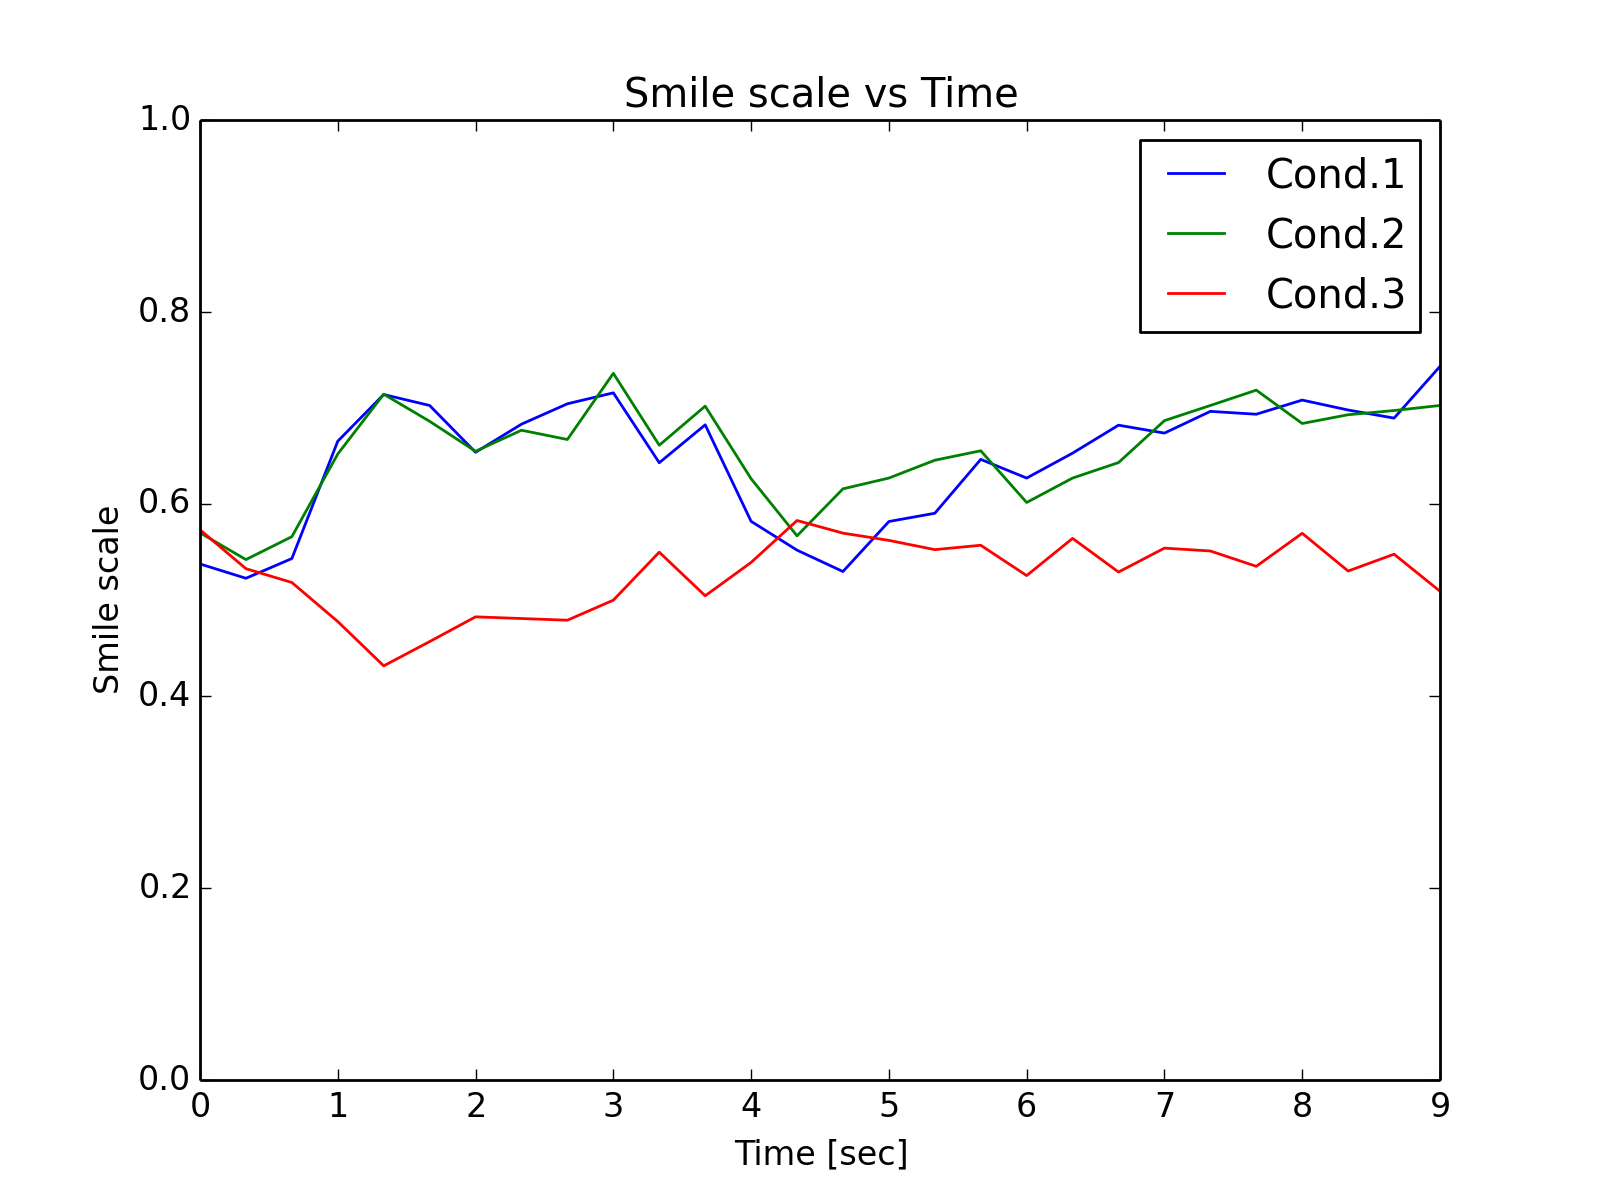 Smile scale vs Time
1.0
0.8
0.6
0.4
0.2
0.0
Smile scale
Cond.1
Cond.2
Cond.3
0 1 2 3 4 5 6 7 8 9
Time [sec]